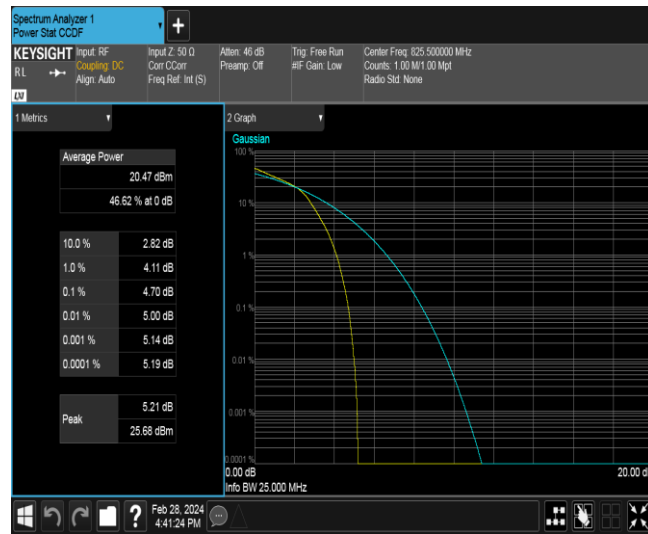 Spectrum Analyzer 1
Power Stat CCDF
+
KEYSIGHT
RL
LXI
Input: RF
Coupling: DC
Align: Auto
Input Z: 50 Ω
Corr CCorr
Freq Ref: Int (S)
Atten: 46 dB
Preamp: Off
Trig: Free Run
#IF Gain: Low
Center Freq: 825.500000 MHz
Counts: 1.00 M/1.00 Mpt
Radio Std: None
1 Metrics
Average Power
20.47 dBm
46.62 % at 0 dB
10.0 % 2.82 dB
1.0 % 4.11 dB
0.1 % 4.70 dB
0.01 % 5.00 dB
0.001 % 5.14 dB
0.0001 % 5.19 dB
Peak
5.21 dB
25.68 dBm
2 Graph
Gaussian
100 %
10 %
1 %
0.1 %
0.01 %
0.001 %
0.0001 %
0.00 dB
20.00 d
Info BW 25.000 MHz
?
Feb 28, 2024
4:41:24 PM